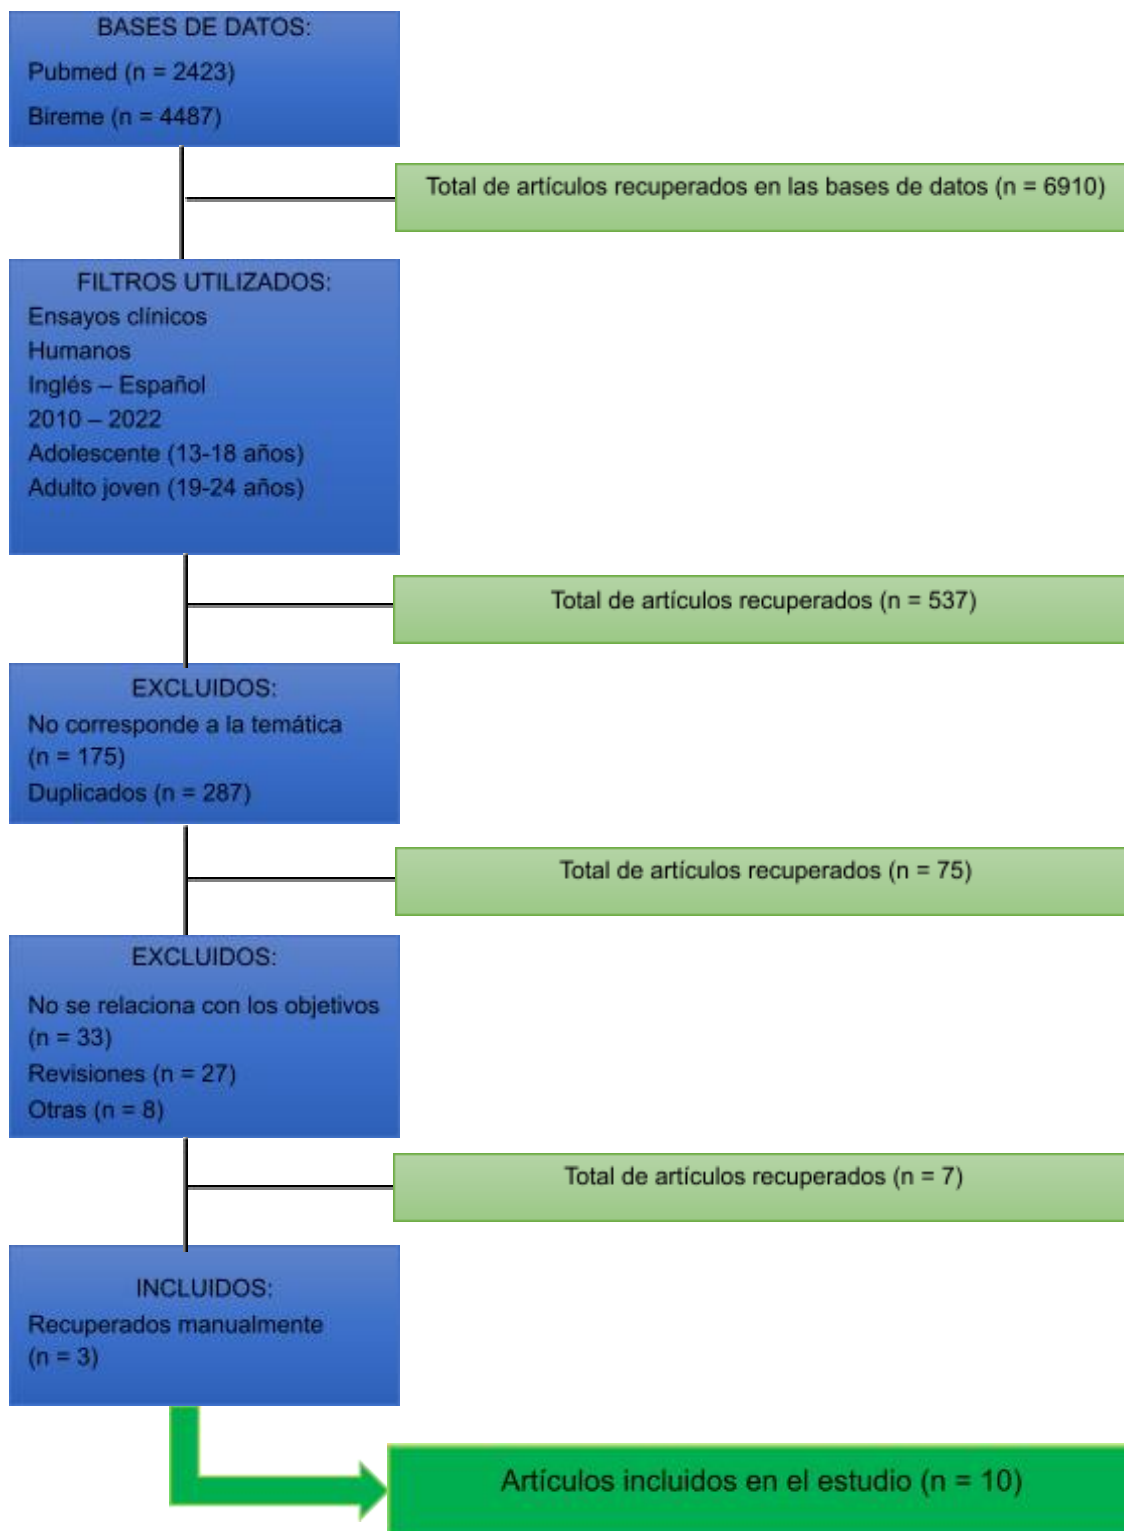 BASES DE DATOS:
Pubmed (n = 2423)
Bireme (n = 4487)
Total de artículos recuperados en las bases de datos (n = 6910)
FILTROS UTILIZADOS:
Ensayos clínicos
Humanos
Inglés – Español
2010 – 2022
Adolescente (13-18 años)
Adulto joven (19-24 años)
Total de artículos recuperados (n = 537)
EXCLUIDOS:
No corresponde a la temática
(n = 175)
Duplicados (n = 287)
Total de artículos recuperados (n = 75)
EXCLUIDOS:
No se relaciona con los objetivos
(n = 33)
Revisiones (n = 27)
Otras (n = 8)
Total de artículos recuperados (n = 7)
INCLUIDOS:
Recuperados manualmente
(n = 3)
Artículos incluidos en el estudio (n = 10)